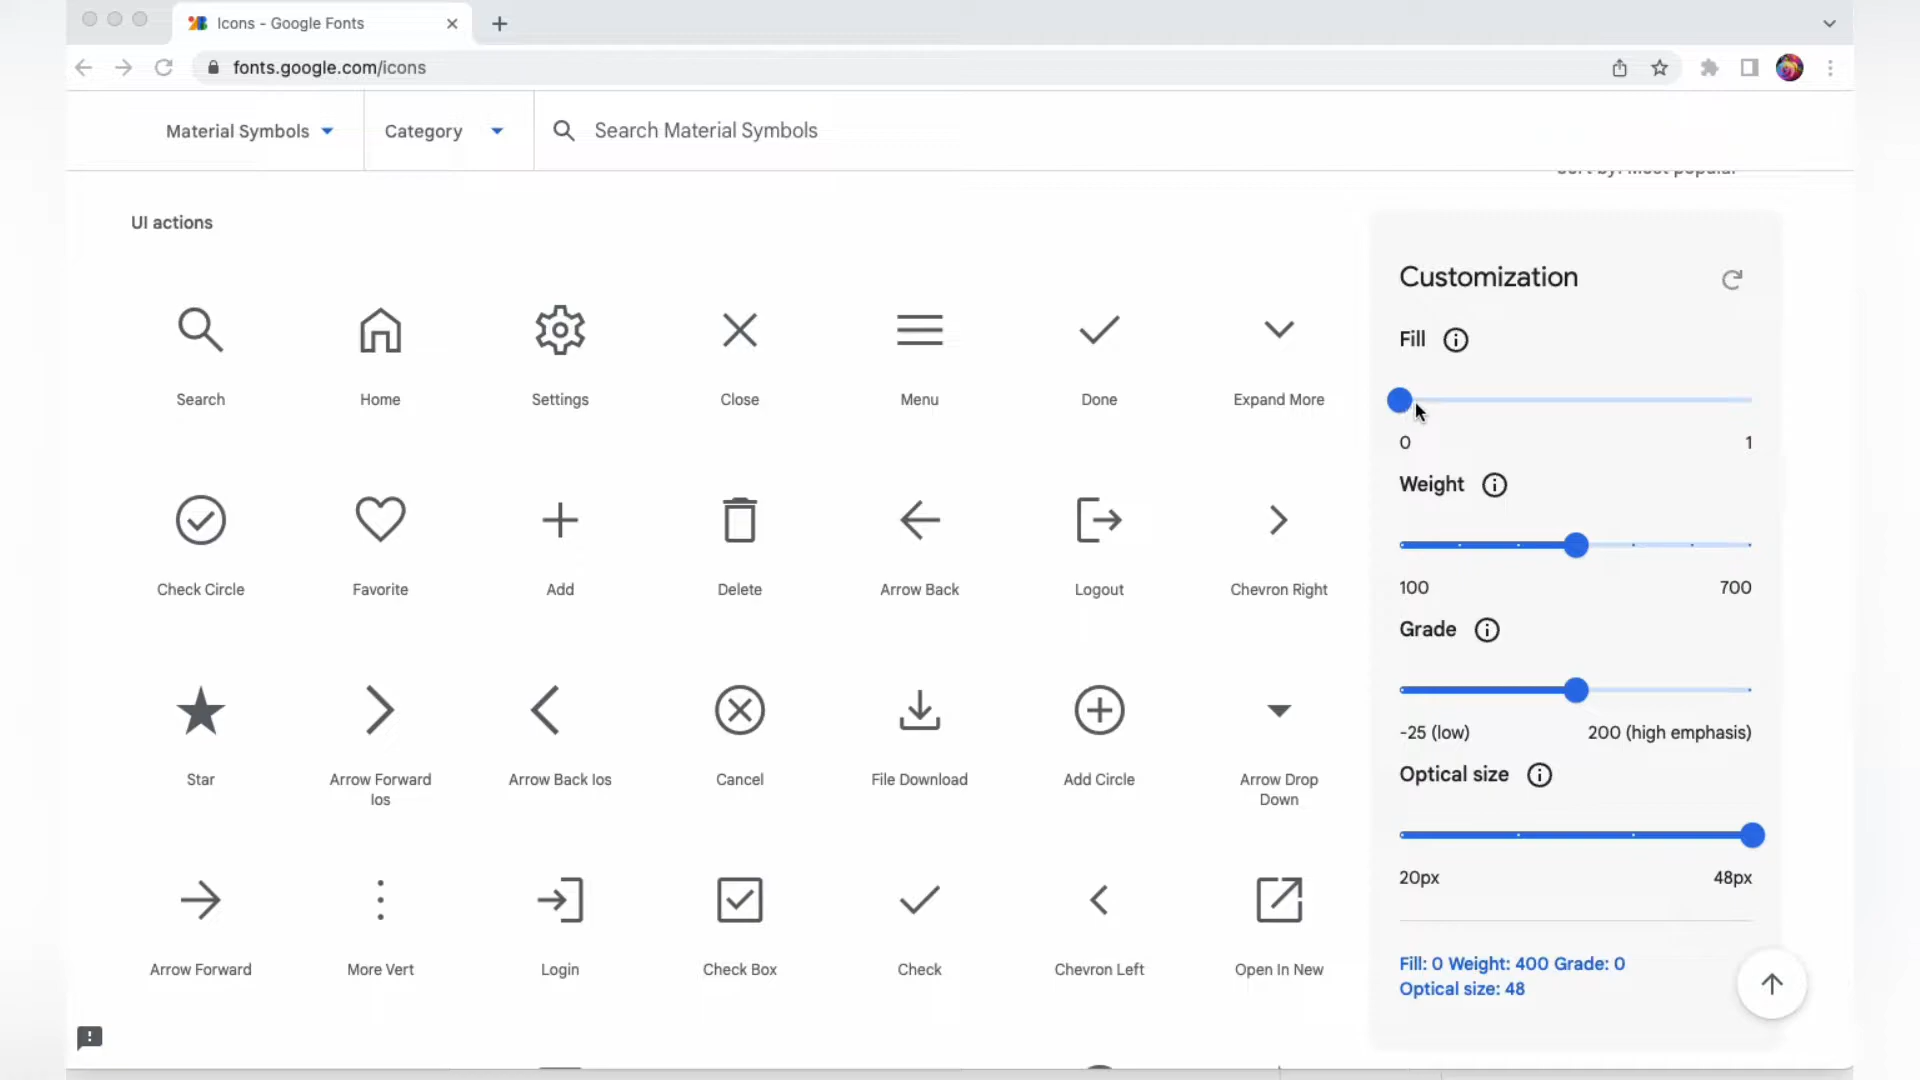 Icons - Google Fonts
fonts.google.com/icons
Material Symbols
Category
Search Material Symbols
Sort by: Most popular
UI actions
Search
Home
Settings
Close
Menu
Done
Expand More
Check Circle
Favorite
Add
Delete
Arrow Back
Logout
Chevron Right
Star
Arrow Forward
Ios
Arrow Back Ios
Cancel
File Download
Add Circle
Arrow Drop
Down
Arrow Forward
More Vert
Login
Check Box
Check
Chevron Left
Open In New
Customization
Fill
0
1
Weight
100
700
Grade
-25 (low)
200 (high emphasis)
Optical size
20px
48px
Fill: 0 Weight: 400 Grade: 0
Optical size: 48